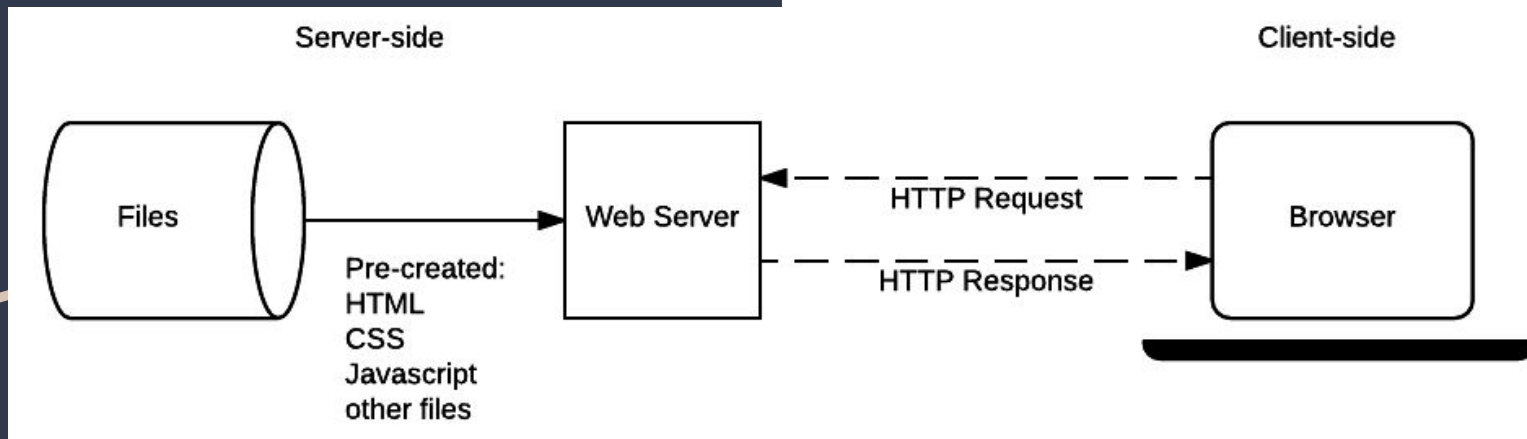 Server-side
Client-side
Files
Web Server
HTTP Request
Browser
HTTP Response
Pre-created:
HTML
CSS
Javascript
other files